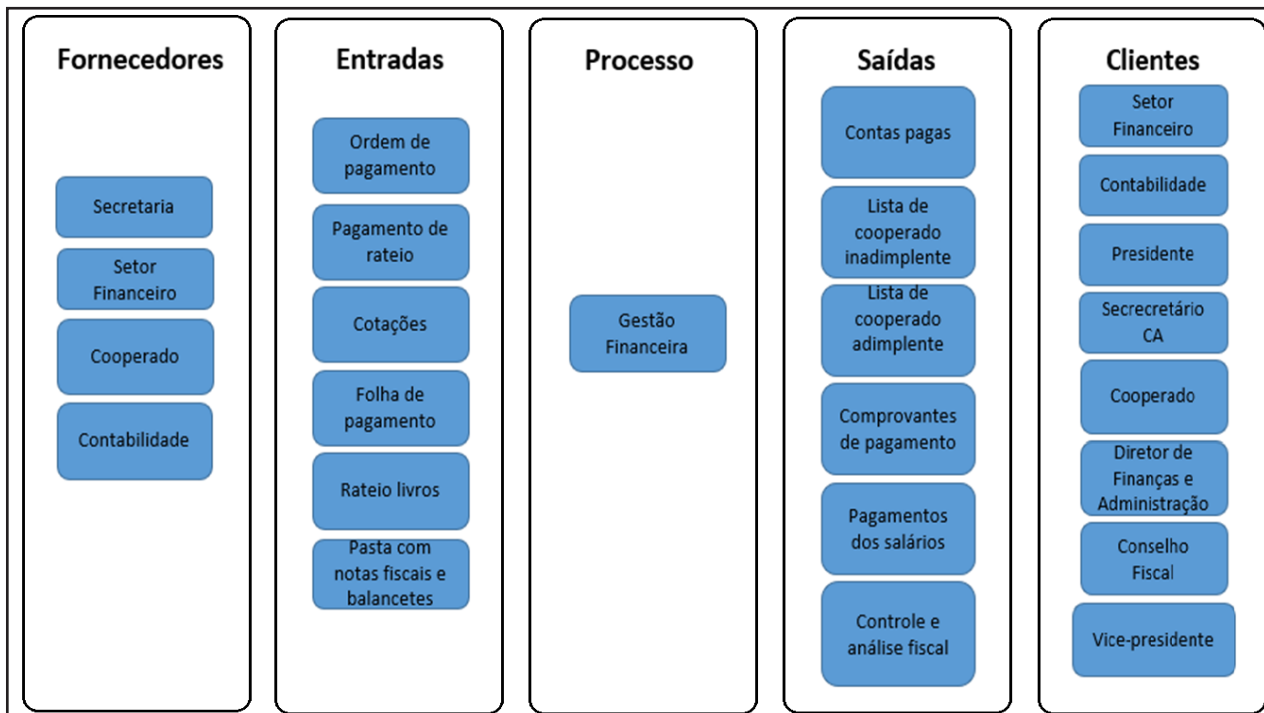 Fornecedores
Secretaria
Setor
Financeiro
Cooperado
Contabilidade
Entradas
Ordem de
pagamento
Pagamento de
rateio
Cotações
Folha de
pagamento
Rateio livros
Pasta com
notas fiscais e
balancetes
Processo
Gestão
Financeira
Saídas
Contas pagas
Lista de
cooperado
inadimplente
Lista de
cooperado
adimplente
Comprovantes
de pagamento
Pagamentos
dos salários
Controle e
análise fiscal
Clientes
Setor
Financeiro
Contabilidade
Presidente
Secrecretário
CA
Cooperado
Diretor de
Finanças e
Administração
Conselho
Fiscal
Vice-presidente